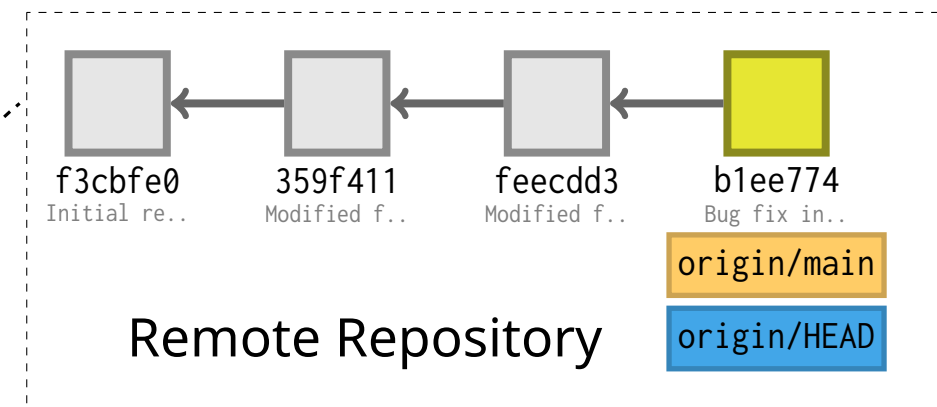 f3cbfe0 359f411 feecdd3 b1ee774
Initial re.. Modified f.. Modified f.. Bug fix in..
origin/main
origin/HEAD
Remote Repository